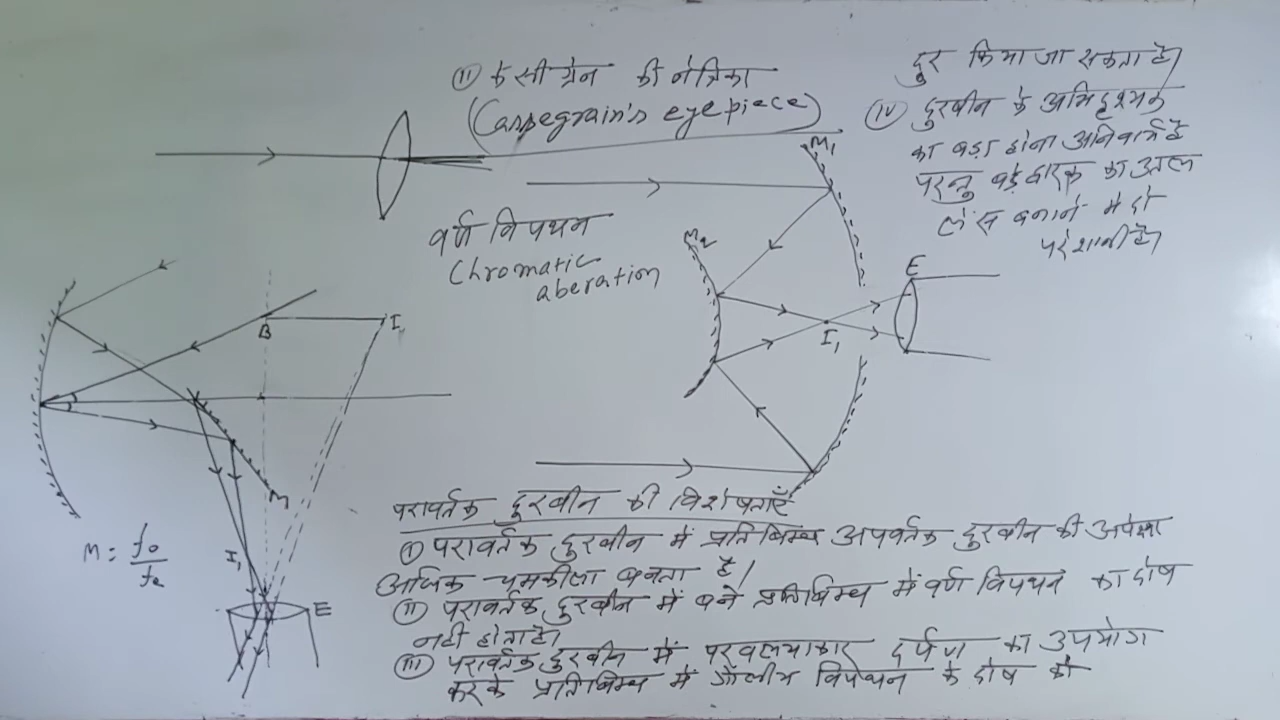 (ii) केसीग्रेन की नेत्रिका
(Cassegrain's eye piece)
वर्ण विपथन
Chromatic
aberation
M₁
M₂
I₁
E
B
I
M
I₁
E
M = fo/fe
परावर्तक दुरबीन की विशेषताएँ
(i) परावर्तक दुरबीन में प्रतिबिम्ब अपवर्तक दुरबीन की अपेक्षा
अधिक चमकीला बनता है।
(ii) परावर्तक दुरबीन में बने प्रतिबिम्ब में वर्ण विपथन का दोष
नही होता है।
(iii) परावर्तक दुरबीन में परवलयाकार दर्पण का उपयोग
करके प्रतिबिम्ब में गोलीय विपथन के दोष को
दुर किया जा सकता है।
(iv) दुरबीन के अभिदृश्यक
का बड़ा होना अनिवार्य है
परन्तु बड़े द्वारक का
लेंस बनाने में हो
परेशानी है।